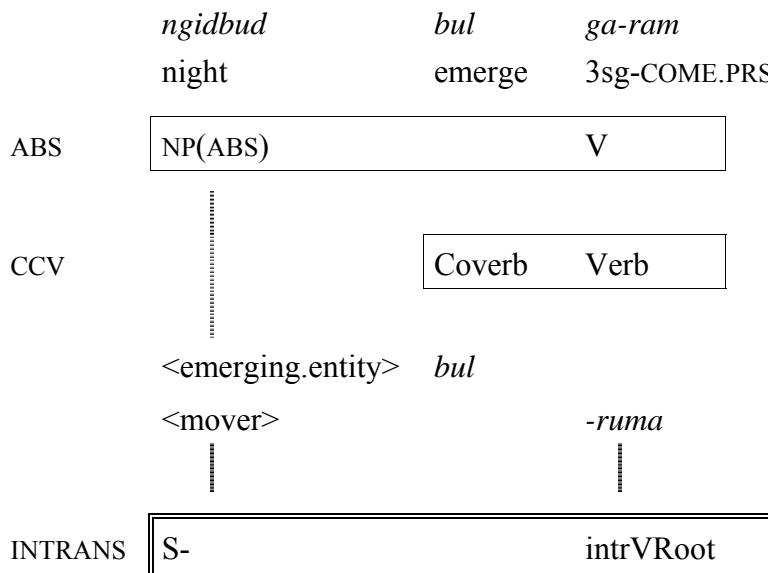 ngidbud bul ga-ram
night emerge 3sg-COME.PRS
ABS NP(ABS) V
CCV Coverb Verb
<emerging.entity> bul
<mover> -ruma
INTRANS S- intrVRoot